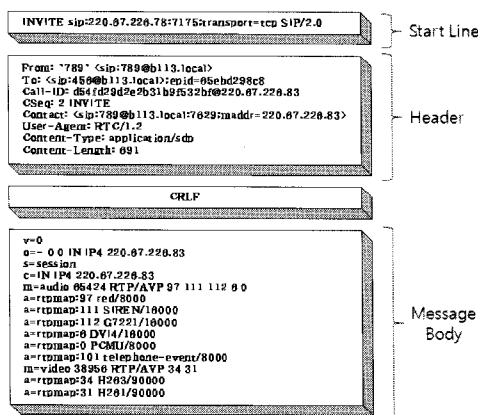 INVITE sip:220.67.226.78:7175;transport=tcp SIP/2.0
Start Line
From: "789" <sip:789@b113.local>
To: <sip:456@b113.local>;epid=65ebd298c8
Call-ID: d54fd29d2e2b31b9f532bf@220.67.226.83
CSeq: 2 INVITE
Contact: <sip:789@b113.local:7629;maddr=220.67.226.83>
User-Agent: RTC/1.2
Content-Type: application/sdp
Content-Length: 691
Header
CRLF
v=0
o=- 0 0 IN IP4 220.67.226.83
s=session
c=IN IP4 220.67.226.83
m=audio 65424 RTP/AVP 97 111 112 6 0
a=rtpmap:97 red/8000
a=rtpmap:111 SIREN/16000
a=rtpmap:112 G7221/16000
a=rtpmap:6 DVI4/16000
a=rtpmap:0 PCMU/8000
a=rtpmap:101 telephone-event/8000
m=video 38956 RTP/AVP 34 31
a=rtpmap:34 H263/90000
a=rtpmap:31 H261/90000
Message
Body